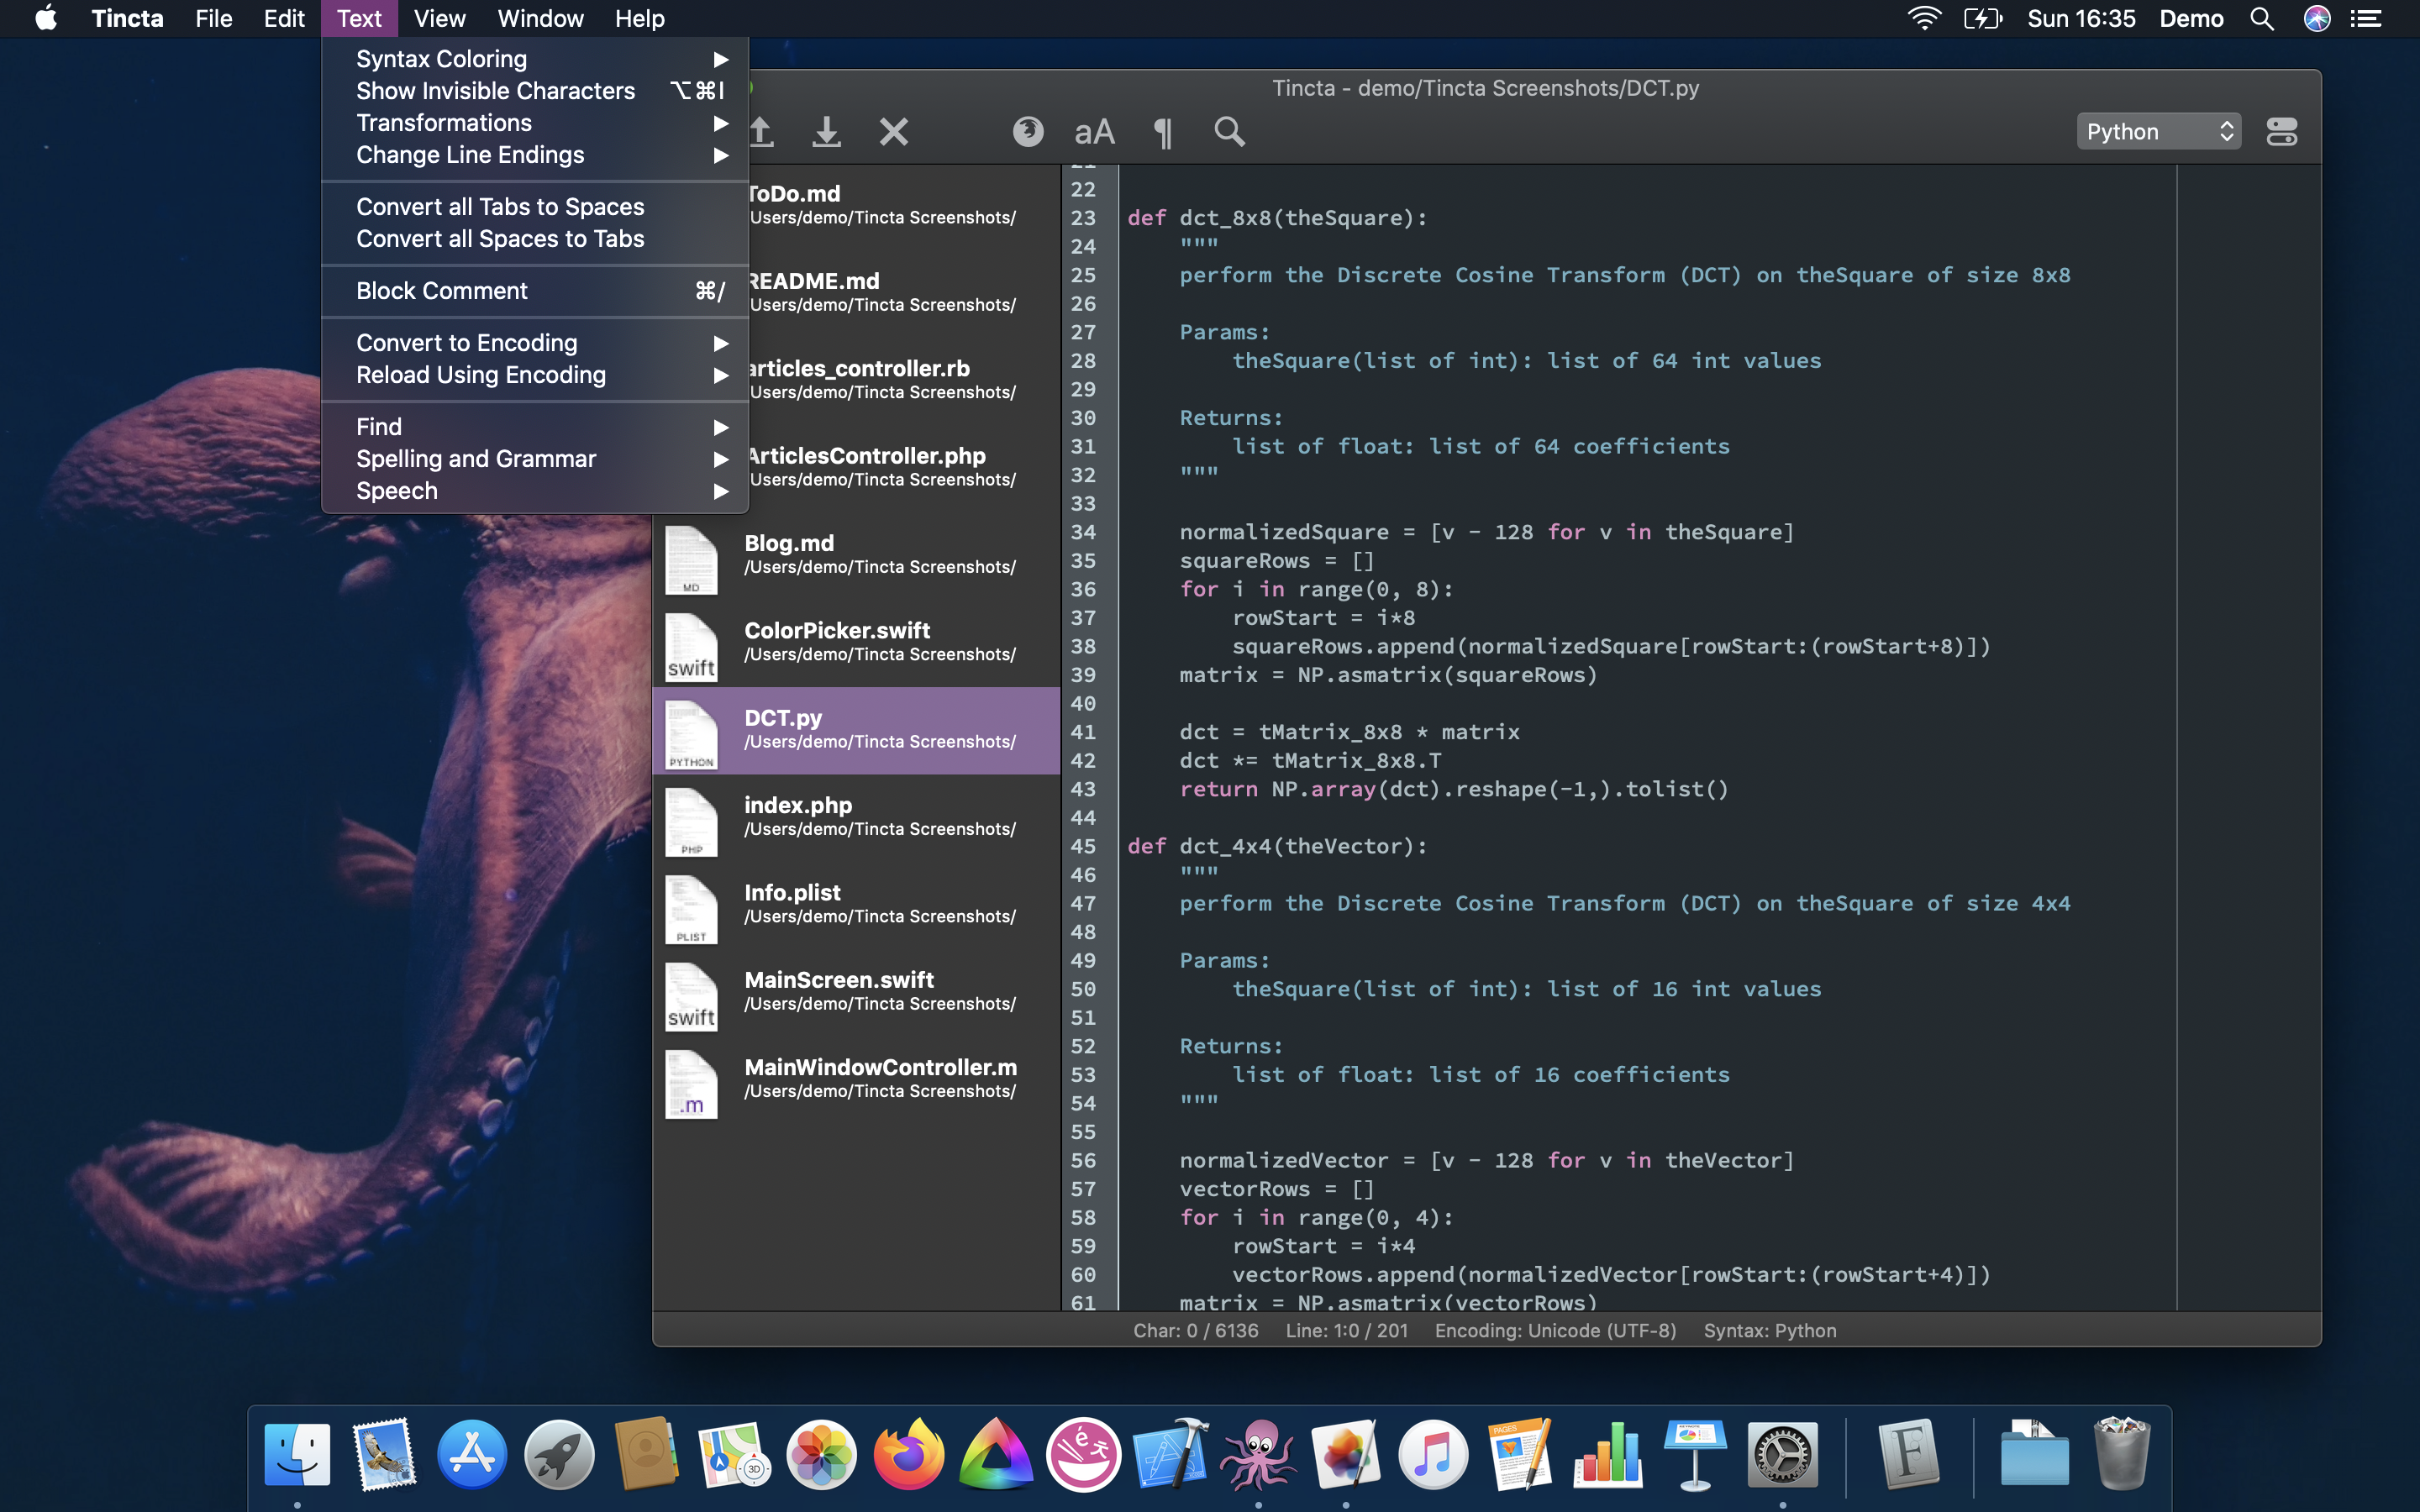 Tincta File Edit Text View Window Help Sun 16:35 Demo
Syntax Coloring
Show Invisible Characters ⌥⌘I
Transformations
Change Line Endings
Convert all Tabs to Spaces
Convert all Spaces to Tabs
Block Comment ⌘/
Convert to Encoding
Reload Using Encoding
Find
Spelling and Grammar
Speech
Tincta - demo/Tincta Screenshots/DCT.py
aA ¶ Python
ToDo.md
Users/demo/Tincta Screenshots/
README.md
Users/demo/Tincta Screenshots/
articles_controller.rb
Users/demo/Tincta Screenshots/
ArticlesController.php
Users/demo/Tincta Screenshots/
MD
Blog.md
/Users/demo/Tincta Screenshots/
swift
ColorPicker.swift
/Users/demo/Tincta Screenshots/
PYTHON
DCT.py
/Users/demo/Tincta Screenshots/
PHP
index.php
/Users/demo/Tincta Screenshots/
PLIST
Info.plist
/Users/demo/Tincta Screenshots/
swift
MainScreen.swift
/Users/demo/Tincta Screenshots/
.m
MainWindowController.m
/Users/demo/Tincta Screenshots/
21
22
23 def dct_8x8(theSquare):
24 """
25 perform the Discrete Cosine Transform (DCT) on theSquare of size 8x8
26
27 Params:
28 theSquare(list of int): list of 64 int values
29
30 Returns:
31 list of float: list of 64 coefficients
32 """
33
34 normalizedSquare = [v - 128 for v in theSquare]
35 squareRows = []
36 for i in range(0, 8):
37 rowStart = i*8
38 squareRows.append(normalizedSquare[rowStart:(rowStart+8)])
39 matrix = NP.asmatrix(squareRows)
40
41 dct = tMatrix_8x8 * matrix
42 dct *= tMatrix_8x8.T
43 return NP.array(dct).reshape(-1,).tolist()
44
45 def dct_4x4(theVector):
46 """
47 perform the Discrete Cosine Transform (DCT) on theSquare of size 4x4
48
49 Params:
50 theSquare(list of int): list of 16 int values
51
52 Returns:
53 list of float: list of 16 coefficients
54 """
55
56 normalizedVector = [v - 128 for v in theVector]
57 vectorRows = []
58 for i in range(0, 4):
59 rowStart = i*4
60 vectorRows.append(normalizedVector[rowStart:(rowStart+4)])
61 matrix = NP.asmatrix(vectorRows)
Char: 0 / 6136 Line: 1:0 / 201 Encoding: Unicode (UTF-8) Syntax: Python
3D
é
PAGES
F